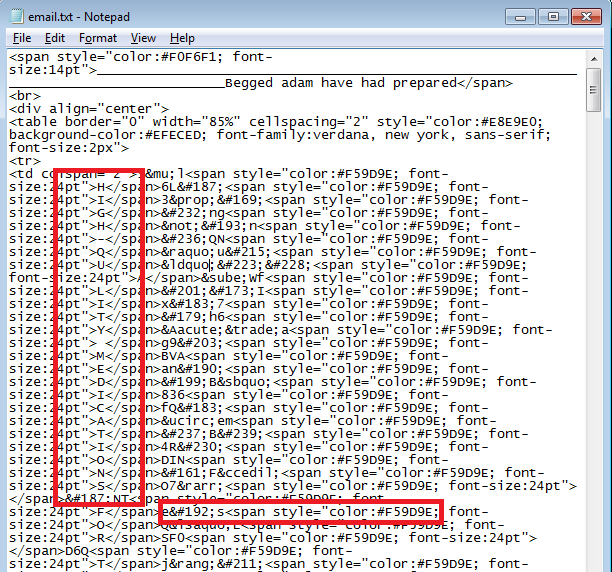 email.txt - Notepad
File Edit Format View Help
<span style="color:#F0F6F1; font-
size:14pt">________________________________________________________
_________________________Begged adam have had prepared</span>
<br>
<div align="center">
<table border="0" width="85%" cellspacing="2" style="color:#E8E9E0;
background-color:#EFECED; font-family:verdana, new york, sans-serif;
font-size:2px">
<tr>
<td colspan="2"> &mu;l<span style="color:#F59D9E; font-
size:24pt">H</span>6L&#187;<span style="color:#F59D9E; font-
size:24pt">I</span>3&prop;&#169;<span style="color:#F59D9E; font-
size:24pt">G</span>&#232;ng<span style="color:#F59D9E; font-
size:24pt">H</span>&not;&#193;n<span style="color:#F59D9E; font-
size:24pt">-</span>&#236;QN<span style="color:#F59D9E; font-
size:24pt">Q</span>&raquo;u&#215;<span style="color:#F59D9E; font-
size:24pt">U</span>&ldquo;&#223;&#228;<span style="color:#F59D9E;
font-size:24pt">A</span>&sube;Wf<span style="color:#F59D9E; font-
size:24pt">L</span>&#201;&#173;I<span style="color:#F59D9E; font-
size:24pt">I</span>x&#183;7<span style="color:#F59D9E; font-
size:24pt">T</span>&#179;h6<span style="color:#F59D9E; font-
size:24pt">Y</span>&Aacute;&trade;a<span style="color:#F59D9E; font-
size:24pt"> </span>g9&#203;<span style="color:#F59D9E; font-
size:24pt">M</span>BVA<span style="color:#F59D9E; font-
size:24pt">E</span>an&#190;<span style="color:#F59D9E; font-
size:24pt">D</span>&#199;B&sbquo;<span style="color:#F59D9E; font-
size:24pt">I</span>836<span style="color:#F59D9E; font-
size:24pt">C</span>fQ&#183;<span style="color:#F59D9E; font-
size:24pt">A</span>&ucirc;em<span style="color:#F59D9E; font-
size:24pt">T</span>&#237;B&#239;<span style="color:#F59D9E; font-
size:24pt">I</span>4R&#230;<span style="color:#F59D9E; font-
size:24pt">O</span>DIN<span style="color:#F59D9E; font-
size:24pt">N</span>&#161;F&ccedil;<span style="color:#F59D9E; font-
size:24pt">S</span>O7&rarr;<span style="color:#F59D9E; font-size:24pt">
</span>&#187;NT<span style="color:#F59D9E; font-
size:24pt">F</span>e&#192;s<span style="color:#F59D9E; font-
size:24pt">O</span>Q&lsaquo;L<span style="color:#F59D9E; font-
size:24pt">R</span>SF0<span style="color:#F59D9E; font-size:24pt">
</span>D6Q<span style="color:#F59D9E; font-
size:24pt">T</span>j&rang;&#211;<span style="color:#F59D9E; font-